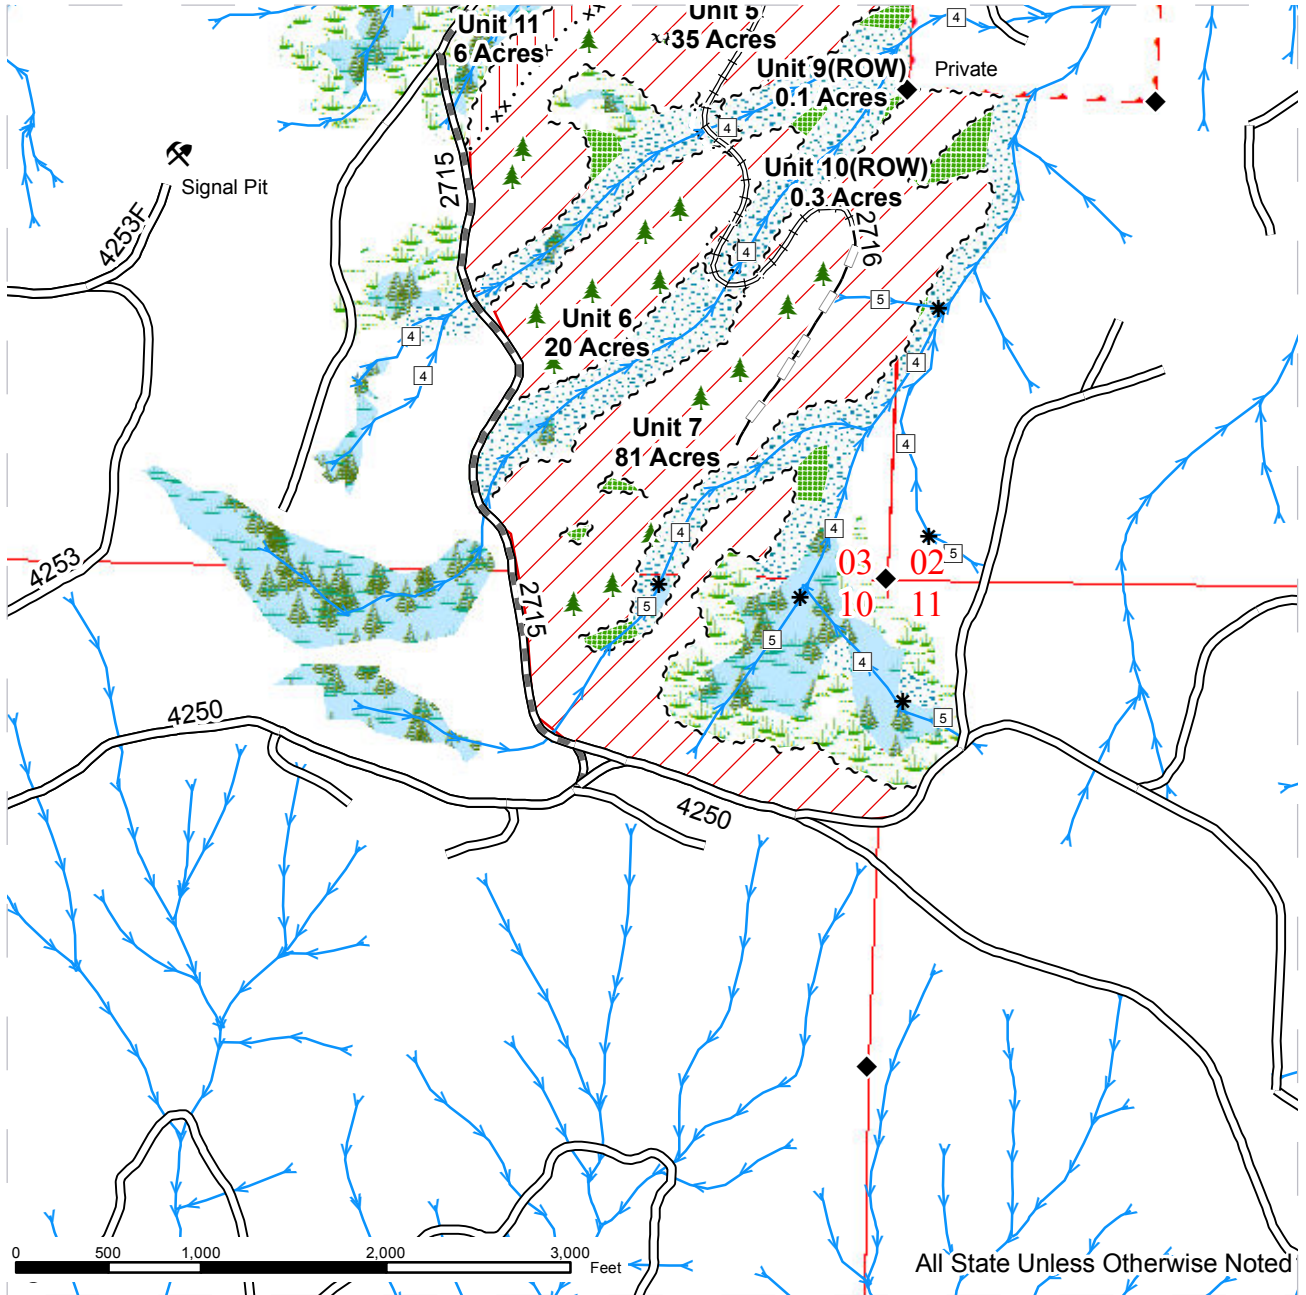 Unit 11
6 Acres
Unit 5
35 Acres
4
Unit 9(ROW)
0.1 Acres
Private
4
Signal Pit
2715
Unit 10(ROW)
0.3 Acres
4253F
2716
4
5
4
Unit 6
20 Acres
4
4
Unit 7
81 Acres
4
4
4
5
03
02
4253
10
11
5
2715
5
4
5
4250
4250
0
500
1,000
2,000
3,000
Feet
All State Unless Otherwise Noted